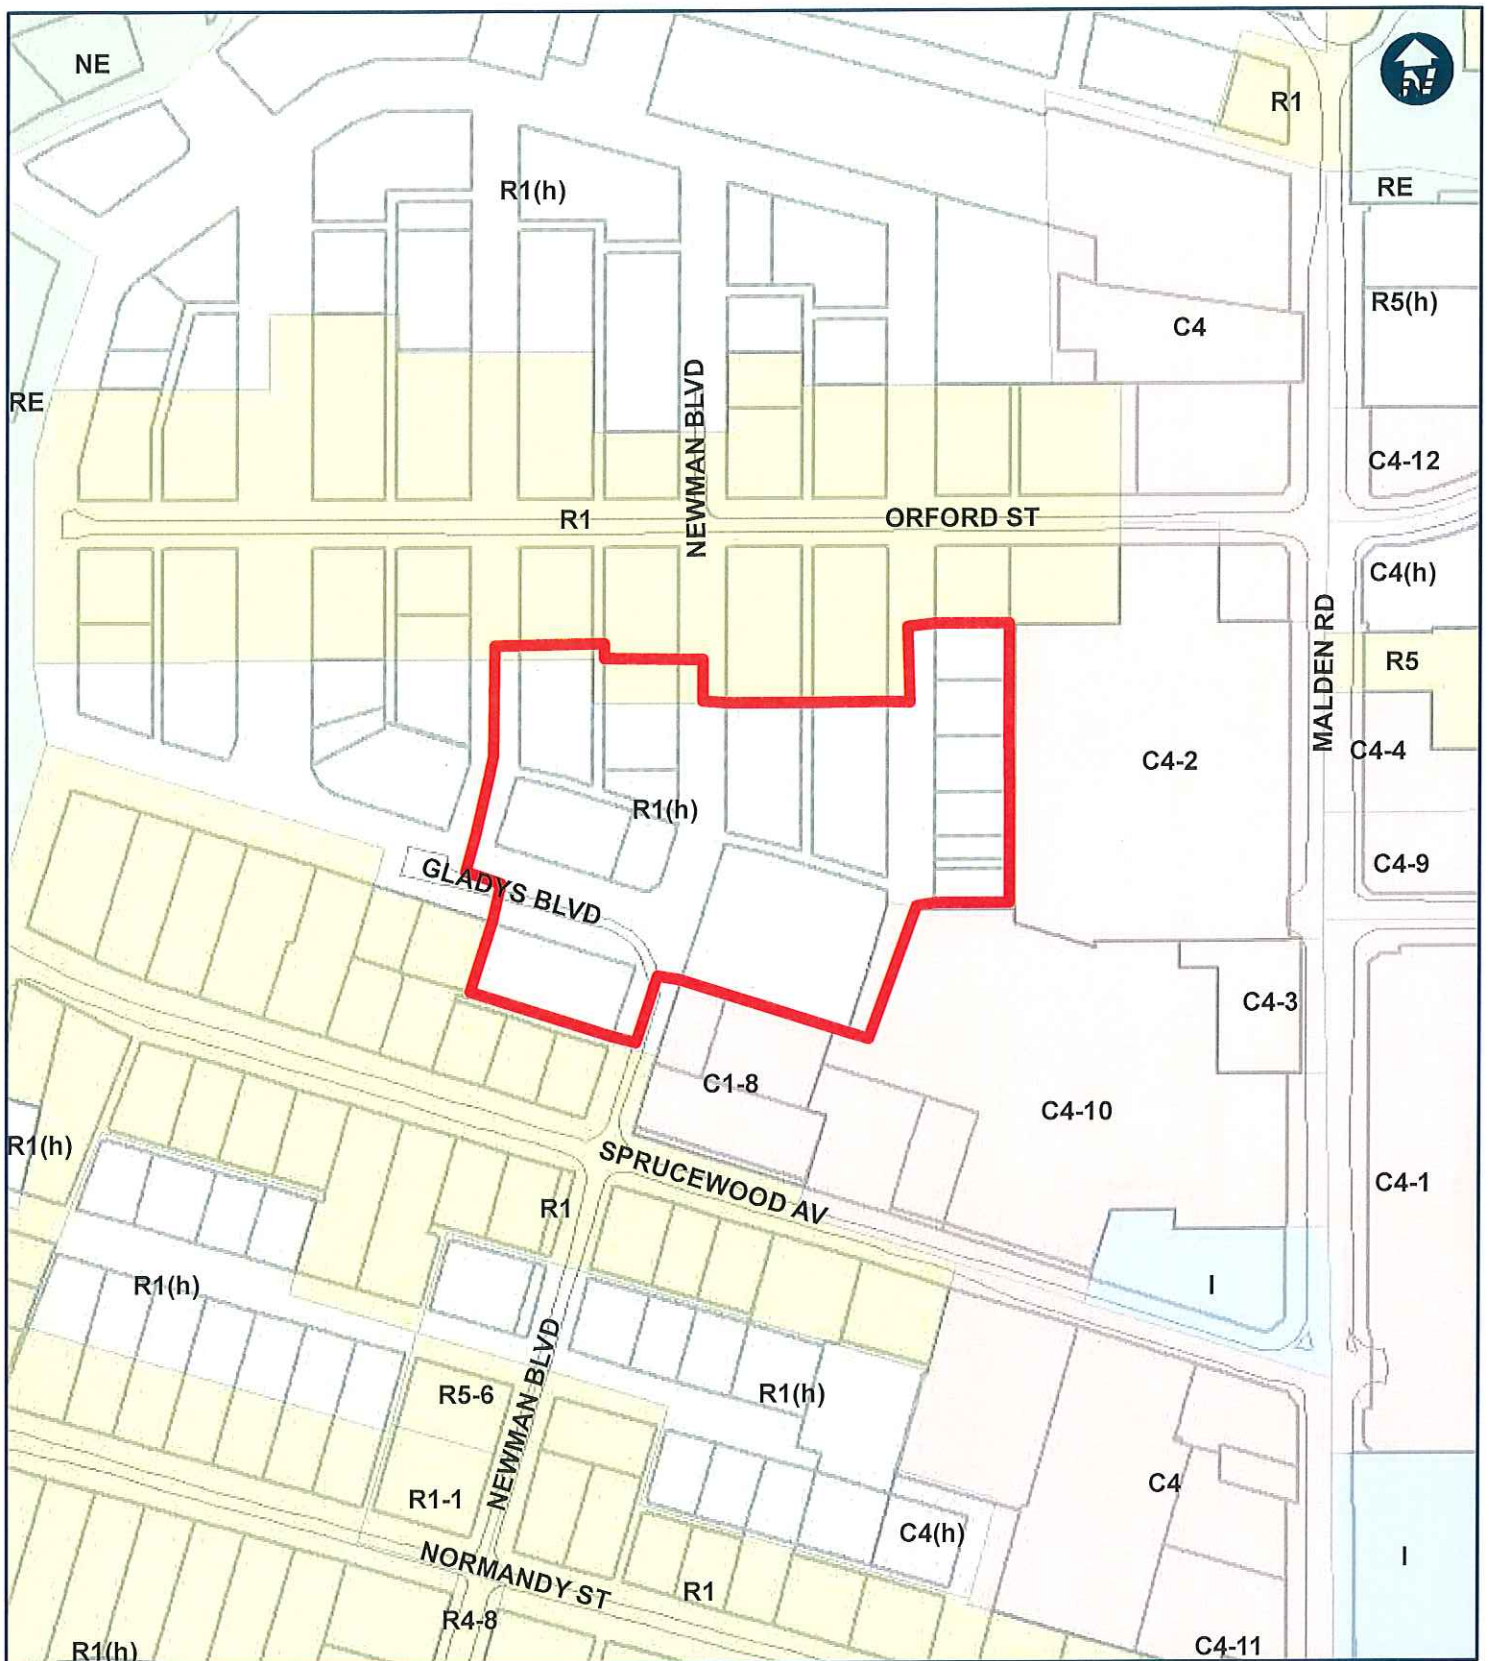 NE
N
R1
RE
R1(h)
R5(h)
C4
RE
NEWMAN BLVD
C4-12
R1
ORFORD ST
C4(h)
MALDEN RD
R5
C4-4
C4-2
R1(h)
C4-9
GLADYS BLVD
C4-3
C1-8
C4-10
R1(h)
SPRUCEWOOD AV
C4-1
R1
R1(h)
I
NEWMAN BLVD
R5-6
R1(h)
R1-1
C4
C4(h)
I
NORMANDY ST
R1
R4-8
R1(h)
C4-11